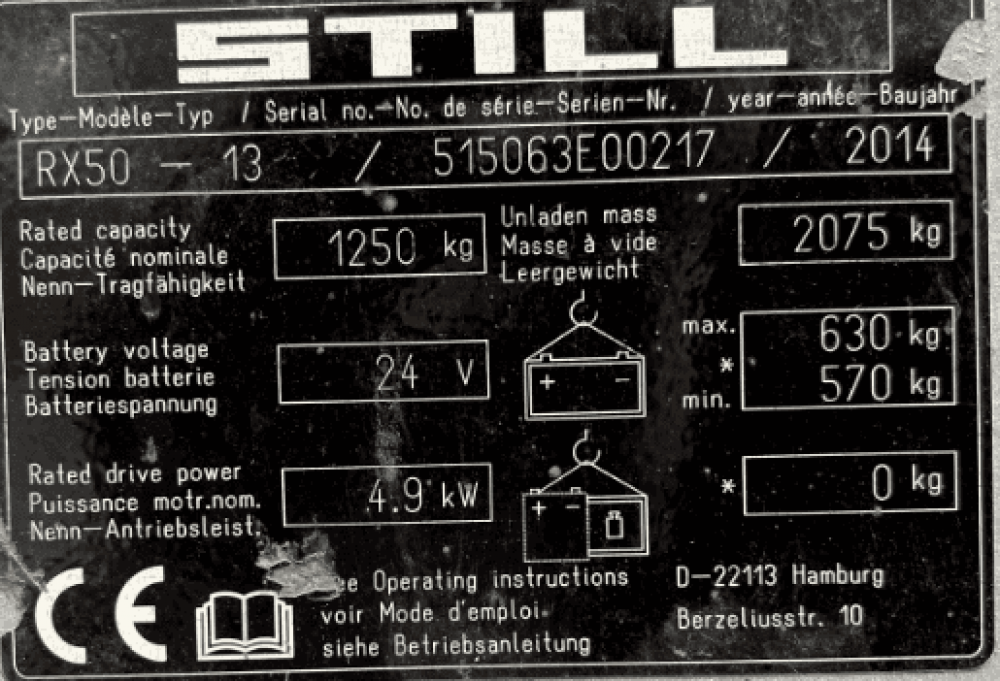 STILL
Type-Modèle-Typ / Serial no.-No. de série-Serien-Nr. / year-année-Baujahr
RX50 - 13 / 515063E00217 / 2014
Rated capacity
Capacité nominale
Nenn-Tragfähigkeit
1250 kg
Unladen mass
Masse à vide
Leergewicht
2075 kg
Battery voltage
Tension batterie
Batteriespannung
24 V
+ -
max. 630 kg
*
min. 570 kg
Rated drive power
Puissance motr.nom.
Nenn-Antriebsleist.
4.9 kW
+ -
* 0 kg
CE
Operating instructions
voir Mode d'emploi
siehe Betriebsanleitung
D-22113 Hamburg
Berzeliusstr. 10